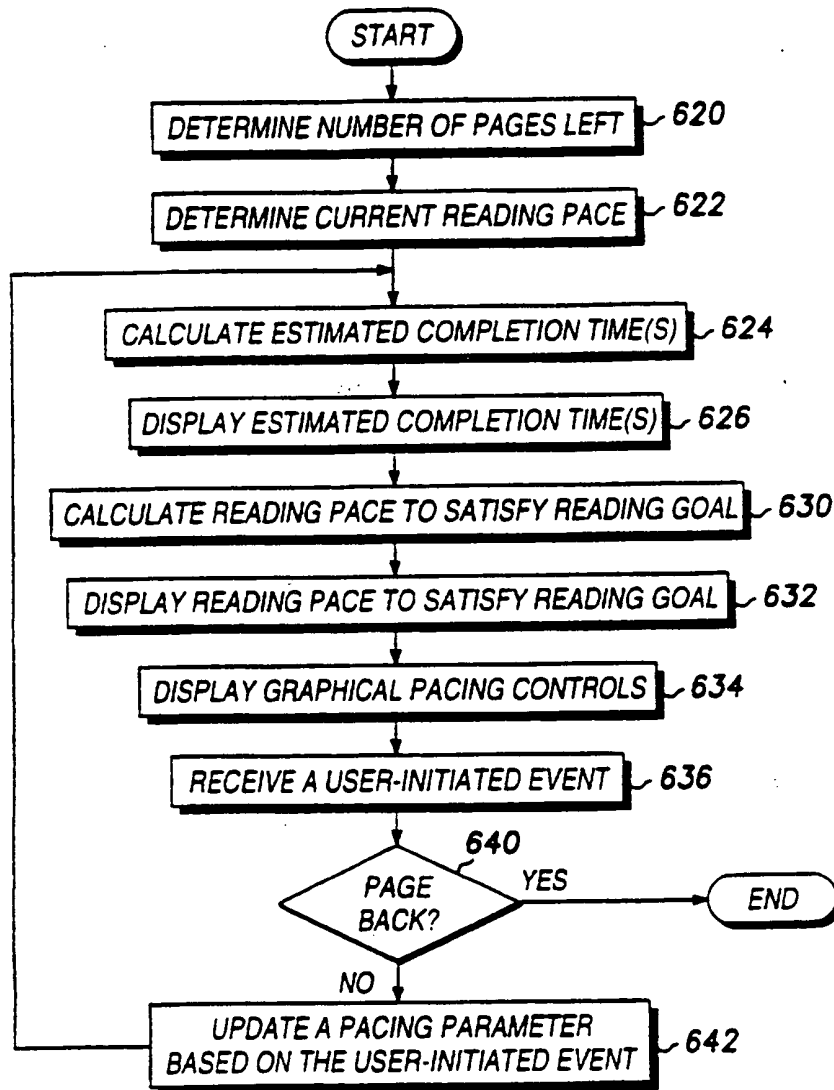 START
DETERMINE NUMBER OF PAGES LEFT 620
DETERMINE CURRENT READING PACE 622
CALCULATE ESTIMATED COMPLETION TIME(S) 624
DISPLAY ESTIMATED COMPLETION TIME(S) 626
CALCULATE READING PACE TO SATISFY READING GOAL 630
DISPLAY READING PACE TO SATISFY READING GOAL 632
DISPLAY GRAPHICAL PACING CONTROLS 634
RECEIVE A USER-INITIATED EVENT 636
640
PAGE
BACK?
YES
END
NO
UPDATE A PACING PARAMETER
BASED ON THE USER-INITIATED EVENT 642